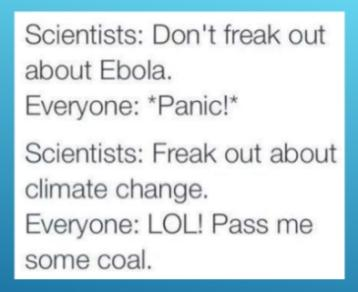 Scientists: Don't freak out
about Ebola.
Everyone: *Panic!*
Scientists: Freak out about
climate change.
Everyone: LOL! Pass me
some coal.